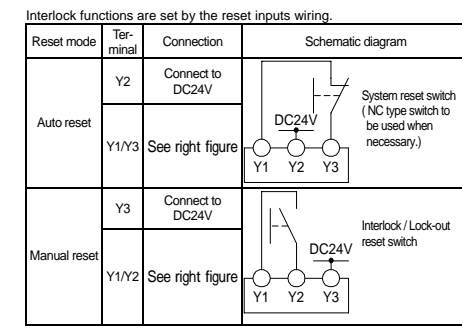 Interlock functions are set by the reset inputs wiring.
Reset mode
Ter-
minal
Connection
Schematic diagram
Auto reset
Y2
Connect to
DC24V
Y1/Y3
See right figure
DC24V
Y1 Y2 Y3
System reset switch
( NC type switch to
be used when
necessary.)
Manual reset
Y3
Connect to
DC24V
Y1/Y2
See right figure
DC24V
Y1 Y2 Y3
Interlock / Lock-out
reset switch